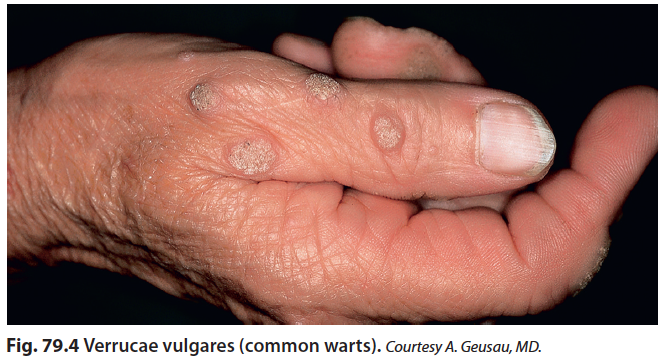 Fig. 79.4 Verrucae vulgares (common warts). Courtesy A. Geusau, MD.